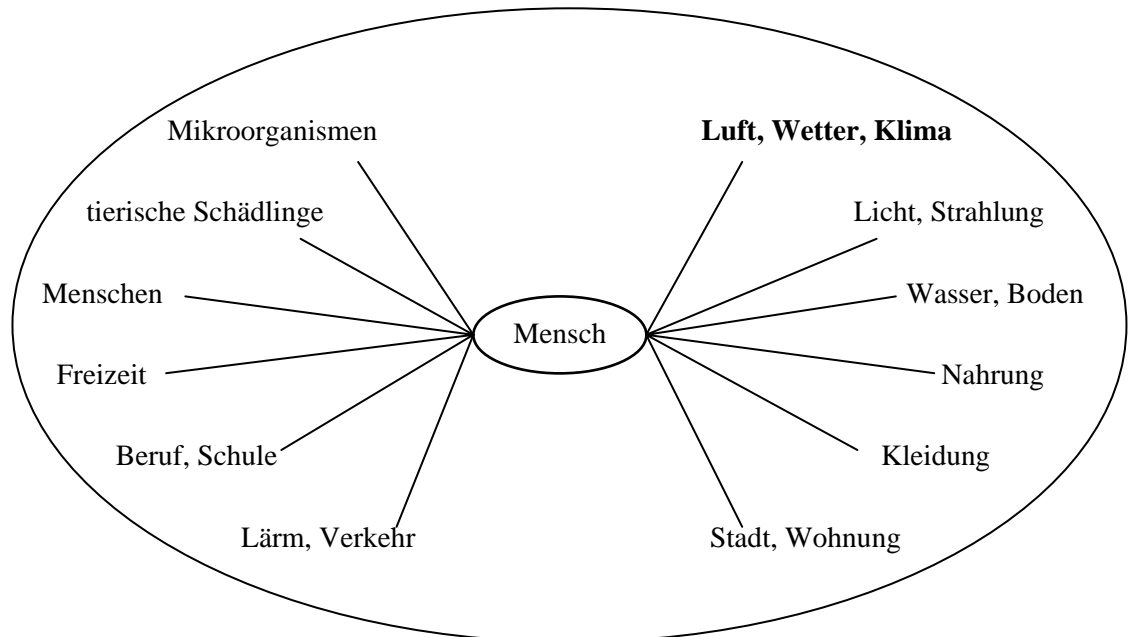 Mikroorganismen
Luft, Wetter, Klima
tierische Schädlinge
Licht, Strahlung
Menschen
Wasser, Boden
Mensch
Freizeit
Nahrung
Beruf, Schule
Kleidung
Lärm, Verkehr
Stadt, Wohnung